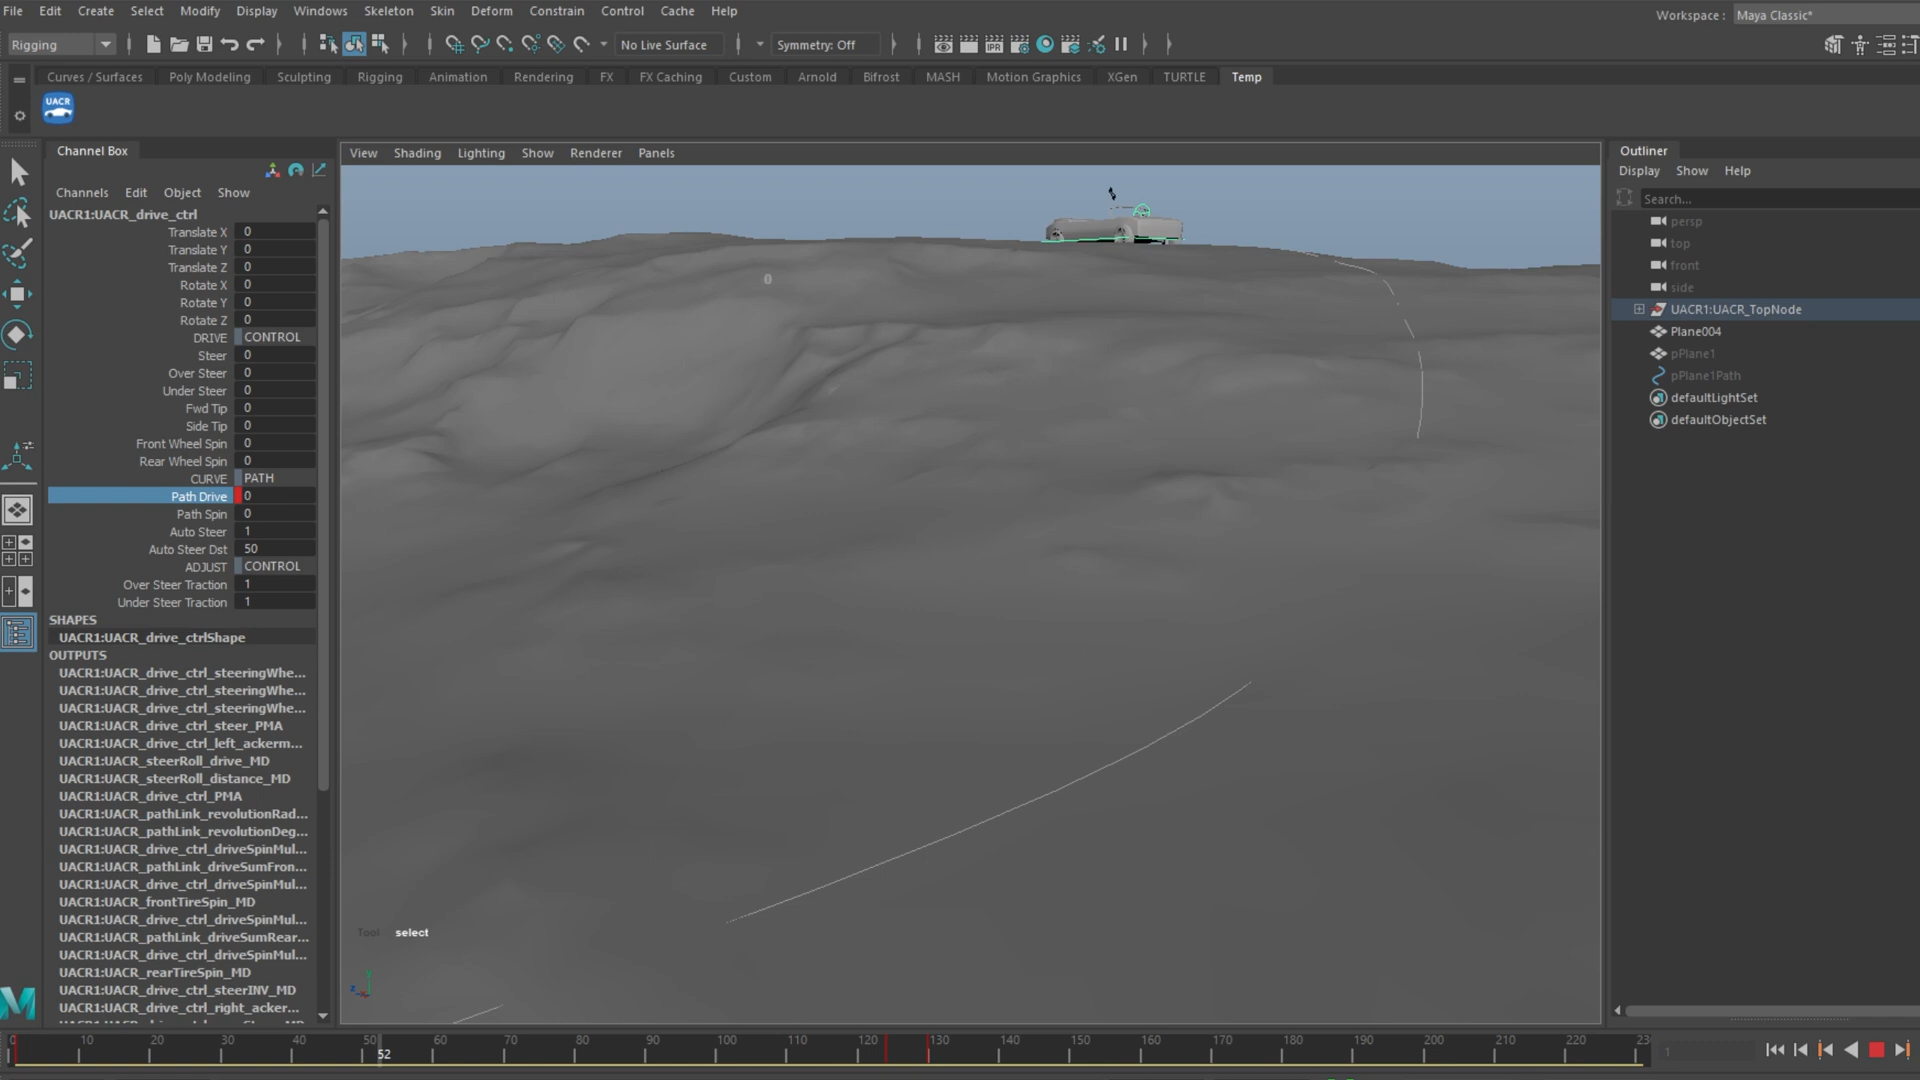 File Edit Create Select Modify Display Windows Skeleton Skin Deform Constrain Control Cache Help
Workspace : Maya Classic*
Rigging No Live Surface Symmetry: Off
IPR
Curves / Surfaces Poly Modeling Sculpting Rigging Animation Rendering FX FX Caching Custom Arnold Bifrost MASH Motion Graphics XGen TURTLE Temp
UACR
Channel Box
Channels Edit Object Show
UACR1:UACR_drive_ctrl
Translate X 0
Translate Y 0
Translate Z 0
Rotate X 0
Rotate Y 0
Rotate Z 0
DRIVE CONTROL
Steer 0
Over Steer 0
Under Steer 0
Fwd Tip 0
Side Tip 0
Front Wheel Spin 0
Rear Wheel Spin 0
CURVE PATH
Path Drive 0
Path Spin 0
Auto Steer 1
Auto Steer Dst 50
ADJUST CONTROL
Over Steer Traction 1
Under Steer Traction 1
SHAPES
UACR1:UACR_drive_ctrlShape
OUTPUTS
UACR1:UACR_drive_ctrl_steeringWhe...
UACR1:UACR_drive_ctrl_steeringWhe...
UACR1:UACR_drive_ctrl_steeringWhe...
UACR1:UACR_drive_ctrl_steer_PMA
UACR1:UACR_drive_ctrl_left_ackerm...
UACR1:UACR_steerRoll_drive_MD
UACR1:UACR_steerRoll_distance_MD
UACR1:UACR_drive_ctrl_PMA
UACR1:UACR_pathLink_revolutionRad...
UACR1:UACR_pathLink_revolutionDeg...
UACR1:UACR_drive_ctrl_driveSpinMul...
UACR1:UACR_pathLink_driveSumFron...
UACR1:UACR_drive_ctrl_driveSpinMul...
UACR1:UACR_frontTireSpin_MD
UACR1:UACR_drive_ctrl_driveSpinMul...
UACR1:UACR_pathLink_driveSumRear...
UACR1:UACR_drive_ctrl_driveSpinMul...
UACR1:UACR_rearTireSpin_MD
UACR1:UACR_drive_ctrl_steerINV_MD
UACR1:UACR_drive_ctrl_right_acker...
View Shading Lighting Show Renderer Panels
0
Tool select
y
z
Outliner
Display Show Help
Search...
persp
top
front
side
UACR1:UACR_TopNode
Plane004
pPlane1
pPlane1Path
defaultLightSet
defaultObjectSet
0 10 20 30 40 50 60 70 80 90 100 110 120 130 140 150 160 170 180 190 200 210 220 23
52
1